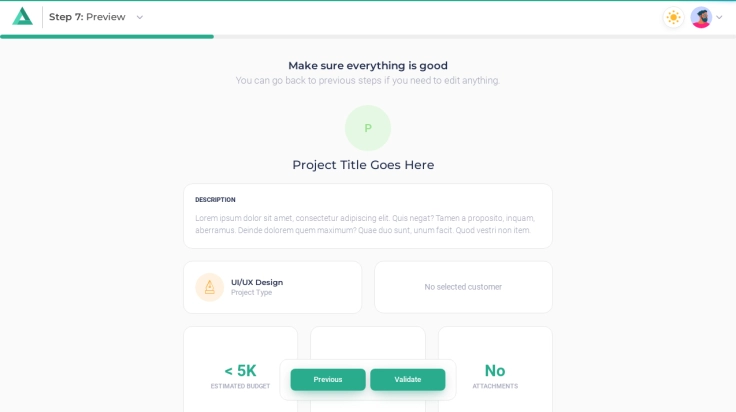 Step 7: Preview
Make sure everything is good
You can go back to previous steps if you need to edit anything.
P
Project Title Goes Here
DESCRIPTION
Lorem ipsum dolor sit amet, consectetur adipiscing elit. Quis negat? Tamen a proposito, inquam,
aberramus. Deinde dolorem quem maximum? Quae duo sunt, unum facit. Quod vestri non item.
UI/UX Design
Project Type
No selected customer
< 5K
ESTIMATED BUDGET
No
ATTACHMENTS
Previous
Validate